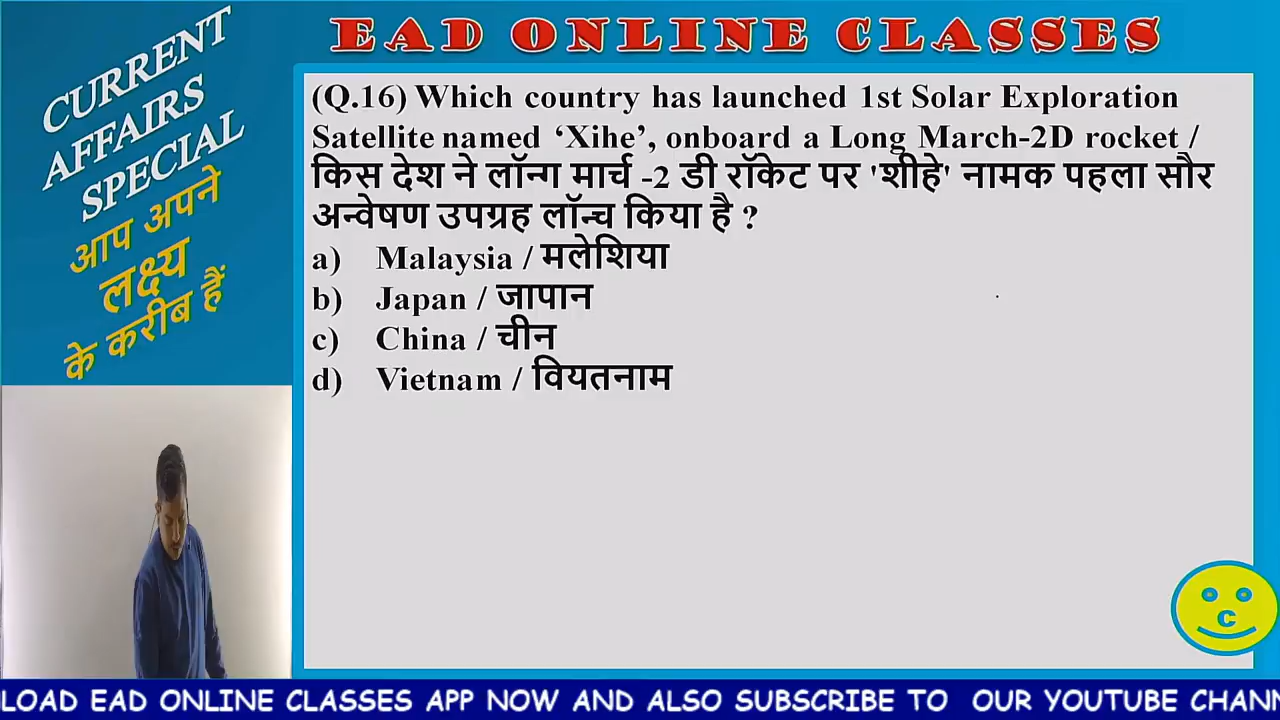 CURRENT
AFFAIRS
SPECIAL
आप अपने
लक्ष्य
के करीब हैं
EAD ONLINE CLASSES
(Q.16) Which country has launched 1st Solar Exploration
Satellite named ‘Xihe’, onboard a Long March-2D rocket /
किस देश ने लॉन्ग मार्च -2 डी रॉकेट पर 'शीहे' नामक पहला सौर
अन्वेषण उपग्रह लॉन्च किया है ?
a) Malaysia / मलेशिया
b) Japan / जापान
c) China / चीन
d) Vietnam / वियतनाम
C
LOAD EAD ONLINE CLASSES APP NOW AND ALSO SUBSCRIBE TO OUR YOUTUBE CHANN